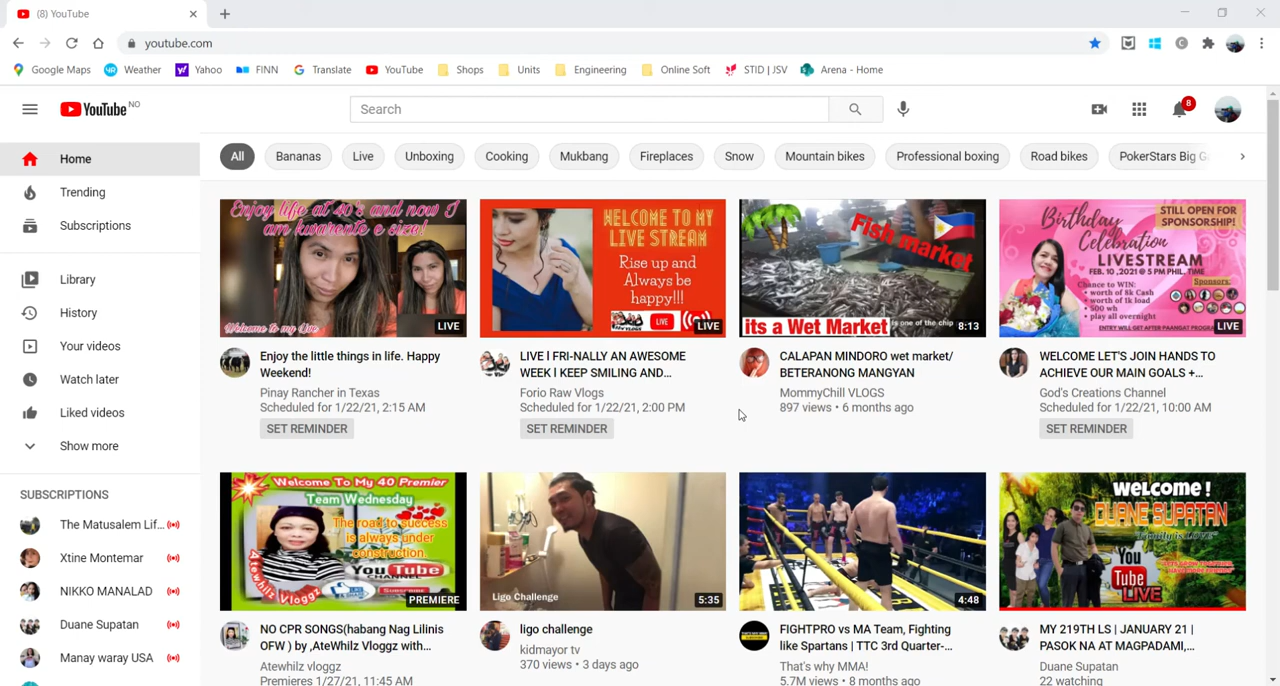 (8) YouTube
youtube.com
Google Maps
Weather
Yahoo
FINN
Translate
YouTube
Shops
Units
Engineering
Online Soft
STID | JSV
Arena - Home
YouTube NO
Search
8
Home
Trending
Subscriptions
Library
History
Your videos
Watch later
Liked videos
Show more
SUBSCRIPTIONS
The Matusalem Lif...
Xtine Montemar
NIKKO MANALAD
Duane Supatan
Manay waray USA
All
Bananas
Live
Unboxing
Cooking
Mukbang
Fireplaces
Snow
Mountain bikes
Professional boxing
Road bikes
PokerStars Big G
Enjoy life at 40's and now I
am kwarenta e size!
Welcome to my
LIVE
Enjoy the little things in life. Happy
Weekend!
Pinay Rancher in Texas
Scheduled for 1/22/21, 2:15 AM
SET REMINDER
WELCOME TO MY
LIVE STREAM
Rise up and
Always be
happy!!!
LIVE
LIVE
LIVE l FRI-NALLY AN AWESOME
WEEK l KEEP SMILING AND...
Forio Raw Vlogs
Scheduled for 1/22/21, 2:00 PM
SET REMINDER
Fish market
its a Wet Market
is one of the chip
8:13
CALAPAN MINDORO wet market/
BETERANONG MANGYAN
MommyChill VLOGS
897 views • 6 months ago
Birthday
Celebration
STILL OPEN FOR
SPONSORSHIP!
LIVESTREAM
FEB. 10 ,2021 @ 5 PM PHIL. TIME
Chance to WIN:
• worth of 8k Cash
• worth of 1k load
• 500 wh
• play all overnight
Sponsors:
ENTRY WILL GET AFTER PAANGAT PROGRA
LIVE
WELCOME LET'S JOIN HANDS TO
ACHIEVE OUR MAIN GOALS +...
God's Creations Channel
Scheduled for 1/22/21, 10:00 AM
SET REMINDER
Welcome To My 40 Premier
Team Wednesday
The road to success
is always under
construction.
YouTube
CHANNEL
Atewhilz Vloggz
PREMIERE
NO CPR SONGS(habang Nag Lilinis
OFW ) by ,AteWhilz Vloggz with...
Atewhilz vloggz
Premieres 1/27/21, 11:45 AM
Ligo Challenge
5:35
ligo challenge
kidmayor tv
370 views • 3 days ago
4:48
FIGHTPRO vs MA Team, Fighting
like Spartans | TTC 3rd Quarter-...
That's why MMA!
5.7M views • 8 months ago
welcome !
DUANE SUPATAN
"Family is LOVE"
You
Tube
LIVE
MY 219TH LS | JANUARY 21 |
PASOK NA AT MAGPADAMI,...
Duane Supatan
22 watching